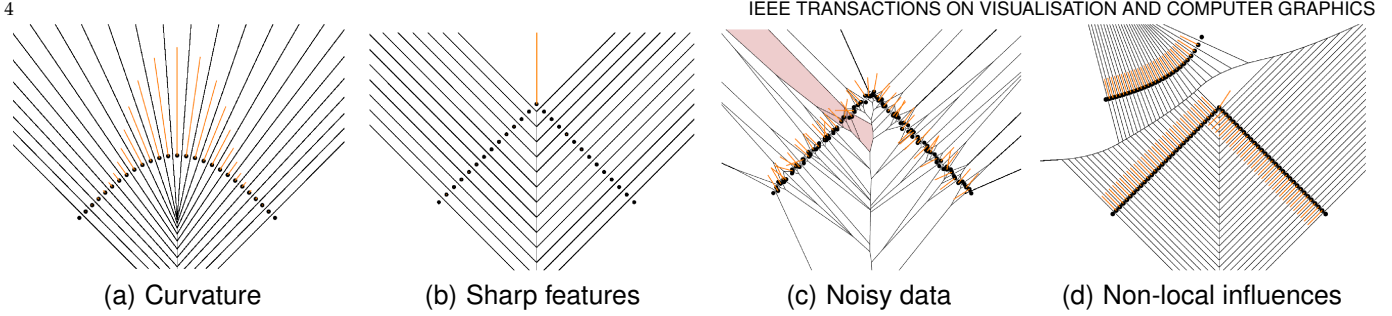 4
IEEE TRANSACTIONS ON VISUALISATION AND COMPUTER GRAPHICS
(a) Curvature
(b) Sharp features
(c) Noisy data
(d) Non-local influences